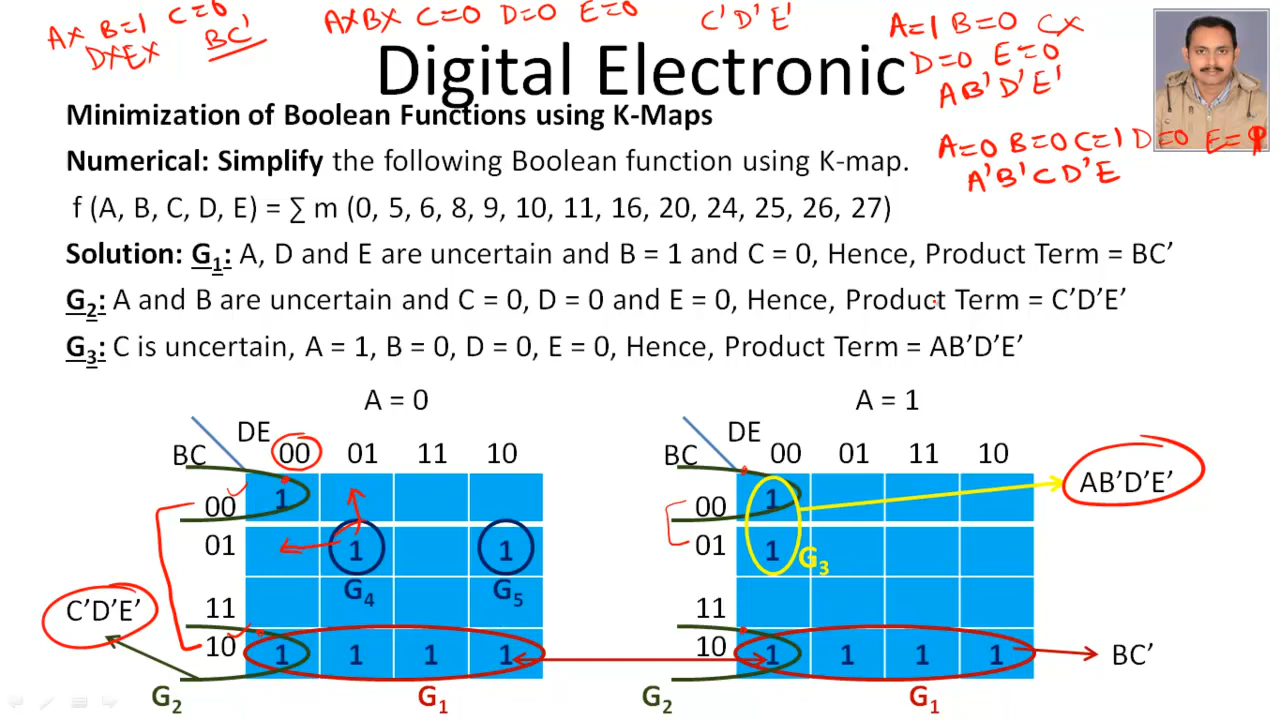 A× B=1 C=0
D×E× BC'
A×B× C=0 D=0 E=0 C'D'E'
A=1 B=0 C×
D=0 E=0
AB'D'E'
Digital Electronic
Minimization of Boolean Functions using K-Maps
A=0 B=0 C=1 D=0 E=
A'B'CD'E
Numerical: Simplify the following Boolean function using K-map.
f (A, B, C, D, E) = ∑ m (0, 5, 6, 8, 9, 10, 11, 16, 20, 24, 25, 26, 27)
Solution: G₁: A, D and E are uncertain and B = 1 and C = 0, Hence, Product Term = BC’
G₂: A and B are uncertain and C = 0, D = 0 and E = 0, Hence, Product Term = C’D’E’
G₃: C is uncertain, A = 1, B = 0, D = 0, E = 0, Hence, Product Term = AB’D’E’
A = 0
DE
BC 00 01 11 10
00 1
01 1 1
G₄ G₅
11
10 1 1 1 1
C’D’E’
G₂ G₁
A = 1
DE
BC 00 01 11 10
00 1
01 1 G₃
11
10 1 1 1 1
AB’D’E’
BC’
G₂ G₁